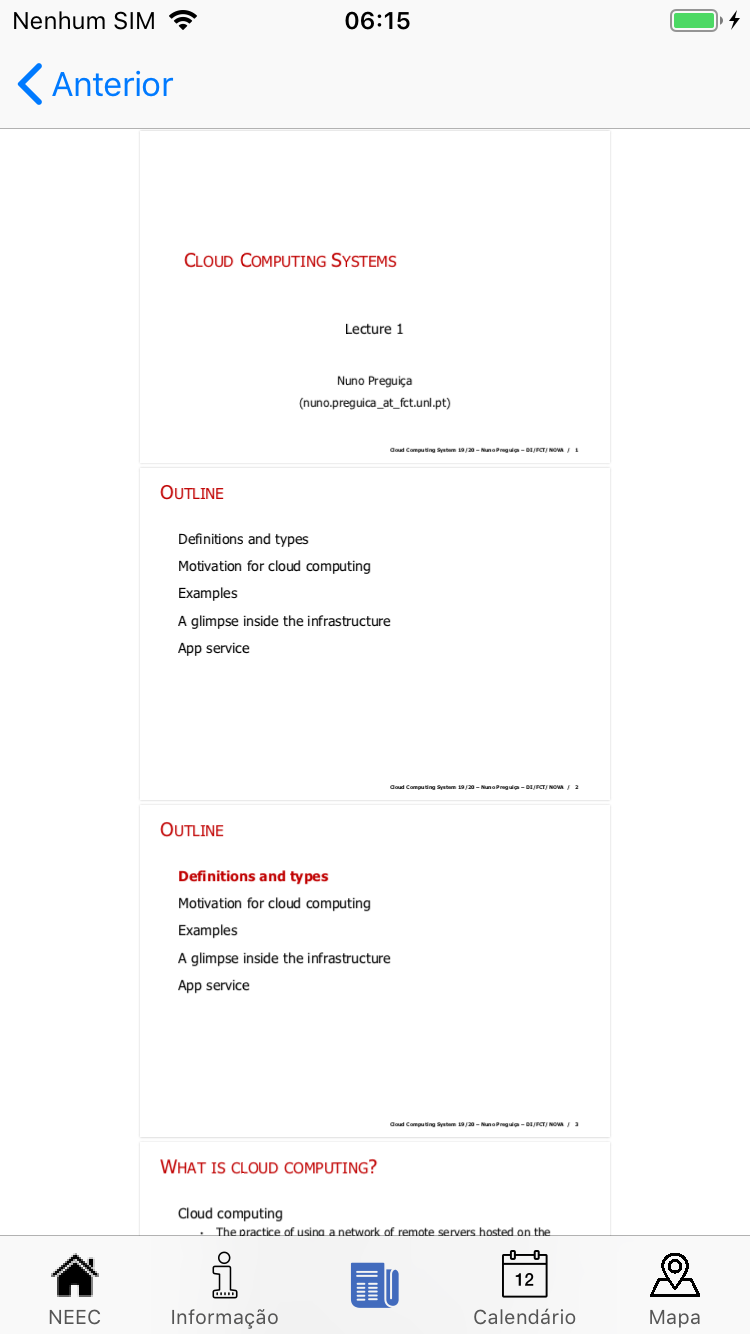 Nenhum SIM 06:15
Anterior
CLOUD COMPUTING SYSTEMS
Lecture 1
Nuno Preguiça
(nuno.preguica_at_fct.unl.pt)
Cloud Computing System 19/20 – Nuno Preguiça – DI/FCT/NOVA / 1
OUTLINE
Definitions and types
Motivation for cloud computing
Examples
A glimpse inside the infrastructure
App service
Cloud Computing System 19/20 – Nuno Preguiça – DI/FCT/NOVA / 2
OUTLINE
Definitions and types
Motivation for cloud computing
Examples
A glimpse inside the infrastructure
App service
Cloud Computing System 19/20 – Nuno Preguiça – DI/FCT/NOVA / 3
WHAT IS CLOUD COMPUTING?
Cloud computing
• The practice of using a network of remote servers hosted on the
12
NEEC Informação Calendário Mapa